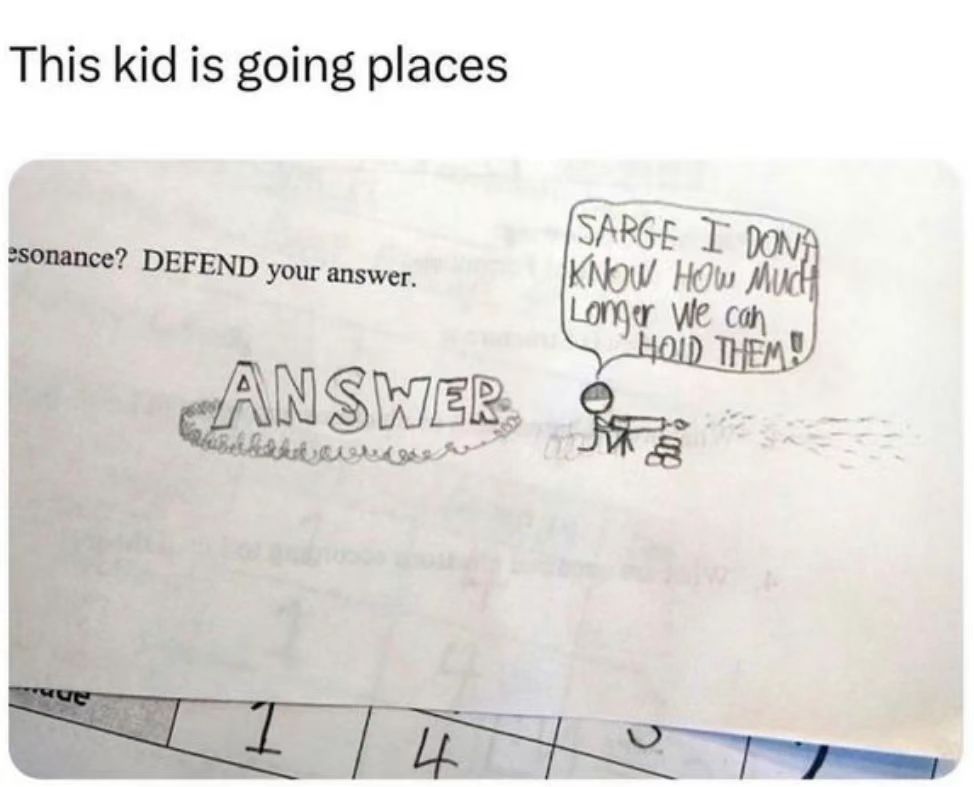 This kid is going places
esonance? DEFEND your answer.
SARGE I DON'T
KNOW HOW MUCH
LONGER WE CAN
HOLD THEM!
ANSWER
1 4